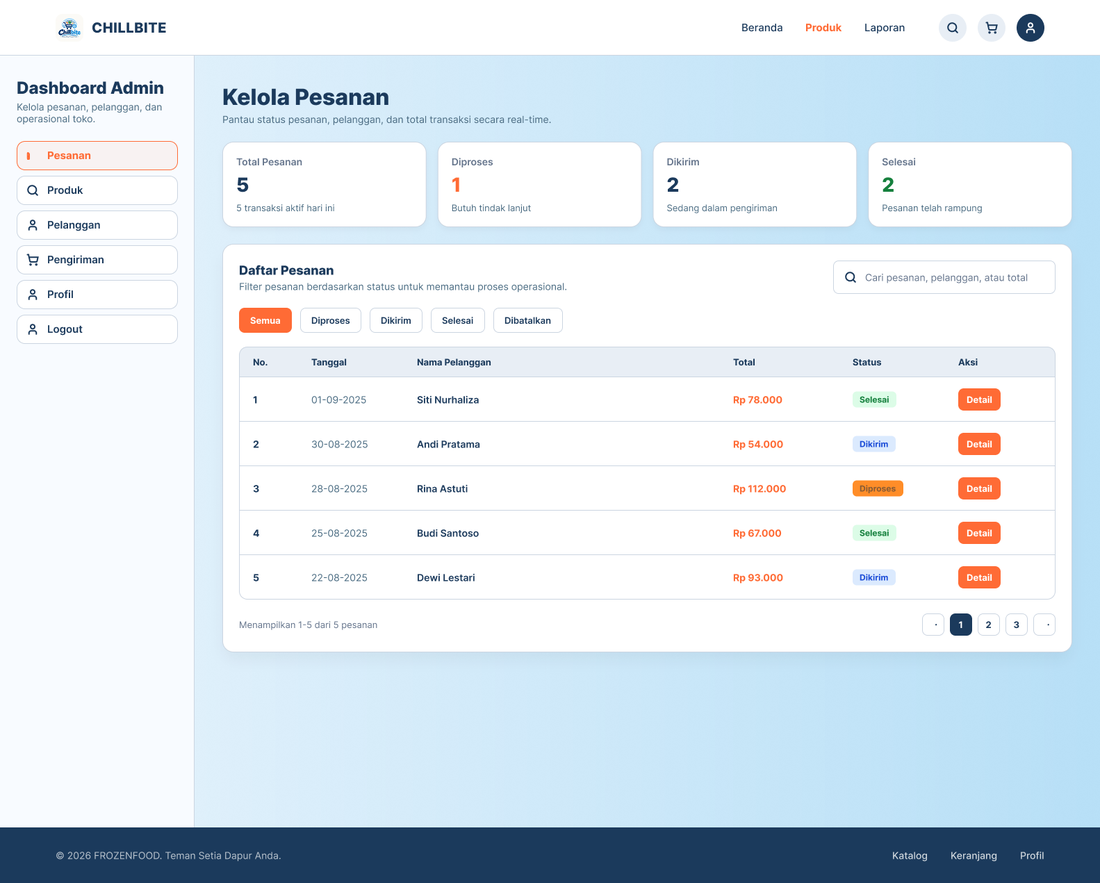 Chillbite
CHILLBITE
Beranda
Produk
Laporan
Dashboard Admin
Kelola pesanan, pelanggan, dan
operasional toko.
Pesanan
Produk
Pelanggan
Pengiriman
Profil
Logout
Kelola Pesanan
Pantau status pesanan, pelanggan, dan total transaksi secara real-time.
Total Pesanan
5
5 transaksi aktif hari ini
Diproses
1
Butuh tindak lanjut
Dikirim
2
Sedang dalam pengiriman
Selesai
2
Pesanan telah rampung
Daftar Pesanan
Filter pesanan berdasarkan status untuk memantau proses operasional.
Cari pesanan, pelanggan, atau total
Semua
Diproses
Dikirim
Selesai
Dibatalkan
No. Tanggal Nama Pelanggan Total Status Aksi
1 01-09-2025 Siti Nurhaliza Rp 78.000 Selesai Detail
2 30-08-2025 Andi Pratama Rp 54.000 Dikirim Detail
3 28-08-2025 Rina Astuti Rp 112.000 Diproses Detail
4 25-08-2025 Budi Santoso Rp 67.000 Selesai Detail
5 22-08-2025 Dewi Lestari Rp 93.000 Dikirim Detail
Menampilkan 1-5 dari 5 pesanan
· 1 2 3 ·
© 2026 FROZENFOOD. Teman Setia Dapur Anda.
Katalog
Keranjang
Profil